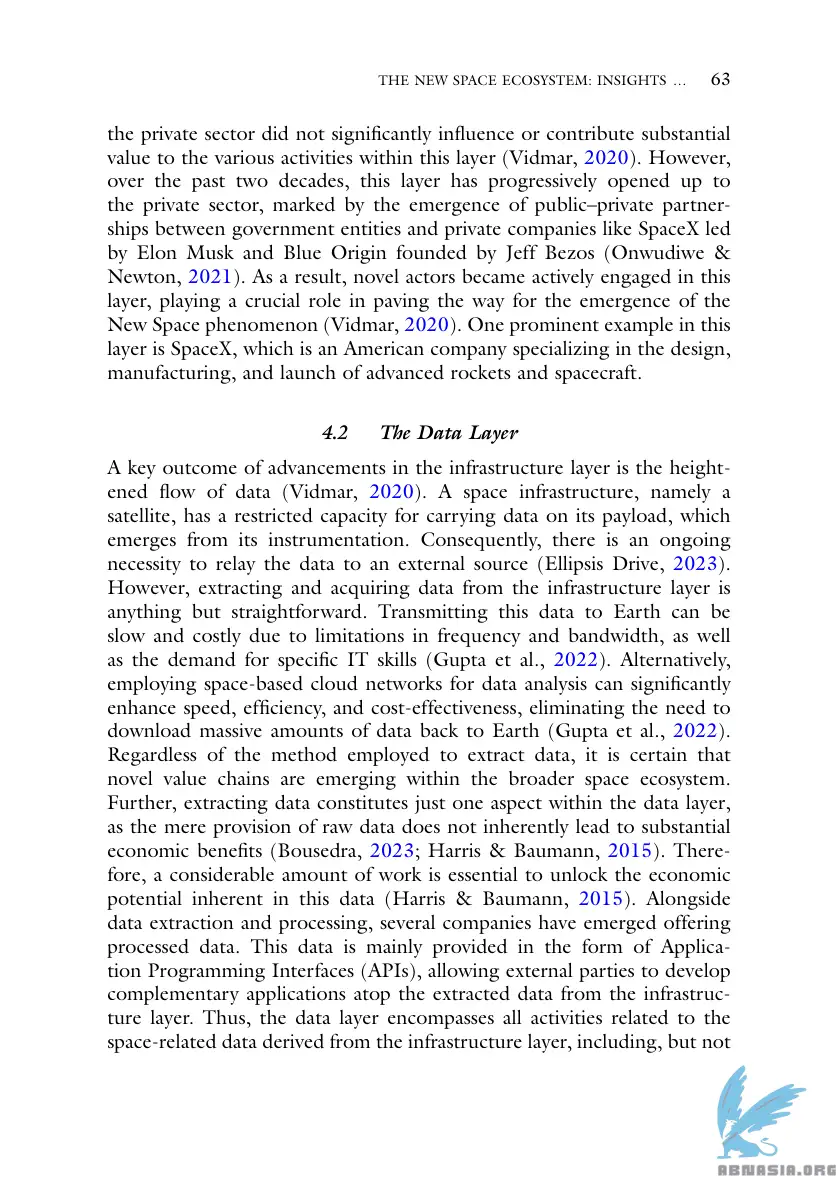 THE NEW SPACE ECOSYSTEM: INSIGHTS … 63
the private sector did not significantly influence or contribute substantial
value to the various activities within this layer (Vidmar, 2020). However,
over the past two decades, this layer has progressively opened up to
the private sector, marked by the emergence of public–private partner-
ships between government entities and private companies like SpaceX led
by Elon Musk and Blue Origin founded by Jeff Bezos (Onwudiwe &
Newton, 2021). As a result, novel actors became actively engaged in this
layer, playing a crucial role in paving the way for the emergence of the
New Space phenomenon (Vidmar, 2020). One prominent example in this
layer is SpaceX, which is an American company specializing in the design,
manufacturing, and launch of advanced rockets and spacecraft.
4.2 The Data Layer
A key outcome of advancements in the infrastructure layer is the height-
ened flow of data (Vidmar, 2020). A space infrastructure, namely a
satellite, has a restricted capacity for carrying data on its payload, which
emerges from its instrumentation. Consequently, there is an ongoing
necessity to relay the data to an external source (Ellipsis Drive, 2023).
However, extracting and acquiring data from the infrastructure layer is
anything but straightforward. Transmitting this data to Earth can be
slow and costly due to limitations in frequency and bandwidth, as well
as the demand for specific IT skills (Gupta et al., 2022). Alternatively,
employing space-based cloud networks for data analysis can significantly
enhance speed, efficiency, and cost-effectiveness, eliminating the need to
download massive amounts of data back to Earth (Gupta et al., 2022).
Regardless of the method employed to extract data, it is certain that
novel value chains are emerging within the broader space ecosystem.
Further, extracting data constitutes just one aspect within the data layer,
as the mere provision of raw data does not inherently lead to substantial
economic benefits (Bousedra, 2023; Harris & Baumann, 2015). There-
fore, a considerable amount of work is essential to unlock the economic
potential inherent in this data (Harris & Baumann, 2015). Alongside
data extraction and processing, several companies have emerged offering
processed data. This data is mainly provided in the form of Applica-
tion Programming Interfaces (APIs), allowing external parties to develop
complementary applications atop the extracted data from the infrastruc-
ture layer. Thus, the data layer encompasses all activities related to the
space-related data derived from the infrastructure layer, including, but not
ABNASIA.ORG